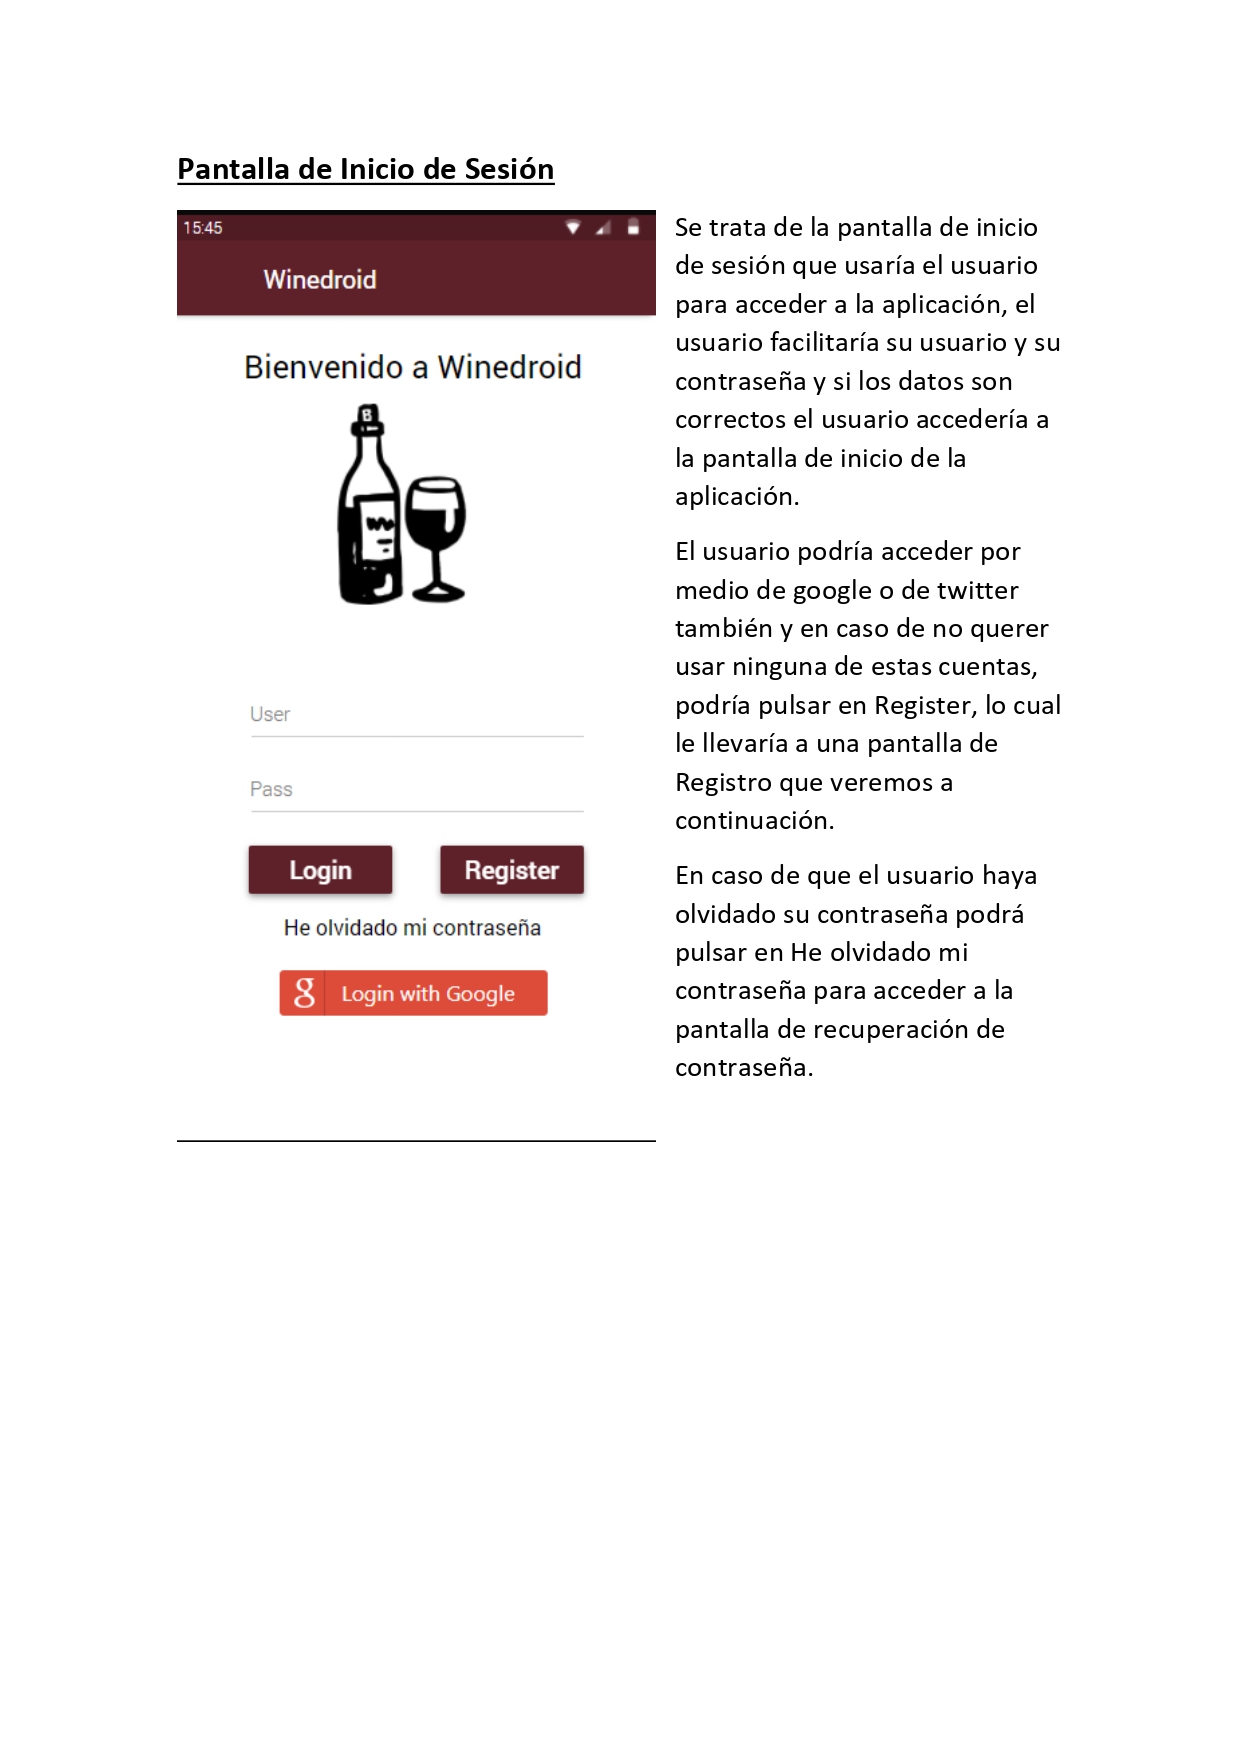 Pantalla de Inicio de Sesión
15:45
Winedroid
Bienvenido a Winedroid
B
User
Pass
Login
Register
He olvidado mi contraseña
g Login with Google
Se trata de la pantalla de inicio
de sesión que usaría el usuario
para acceder a la aplicación, el
usuario facilitaría su usuario y su
contraseña y si los datos son
correctos el usuario accedería a
la pantalla de inicio de la
aplicación.
El usuario podría acceder por
medio de google o de twitter
también y en caso de no querer
usar ninguna de estas cuentas,
podría pulsar en Register, lo cual
le llevaría a una pantalla de
Registro que veremos a
continuación.
En caso de que el usuario haya
olvidado su contraseña podrá
pulsar en He olvidado mi
contraseña para acceder a la
pantalla de recuperación de
contraseña.